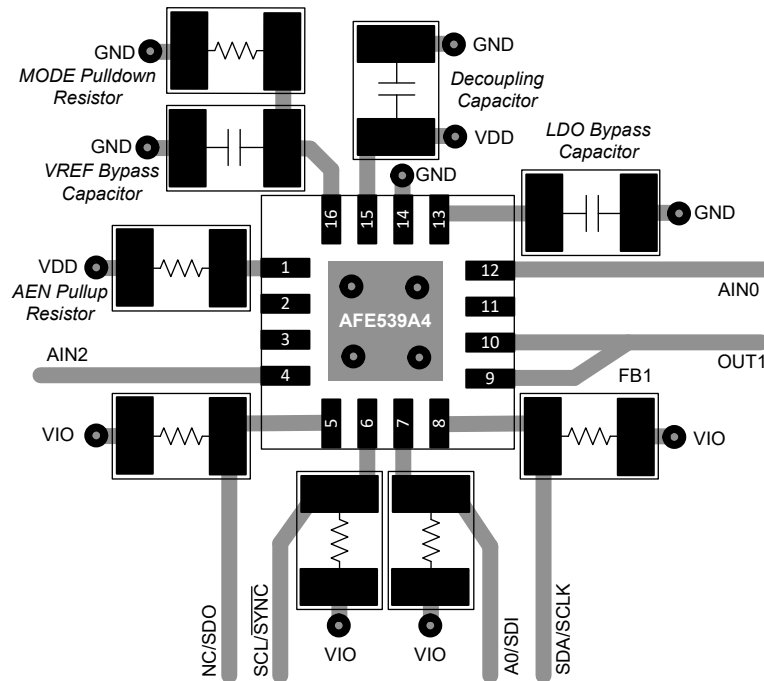 GND
MODE Pulldown
Resistor
GND
Decoupling
Capacitor
VDD
GND
VREF Bypass
Capacitor
LDO Bypass
Capacitor
GND
GND
16
15
14
13
VDD
AEN Pullup
Resistor
1
2
3
4
12
11
10
9
AFE539A4
AIN0
AIN2
OUT1
FB1
5
6
7
8
VIO
VIO
NC/SDO
SCL/SYNC
VIO
VIO
A0/SDI
SDA/SCLK